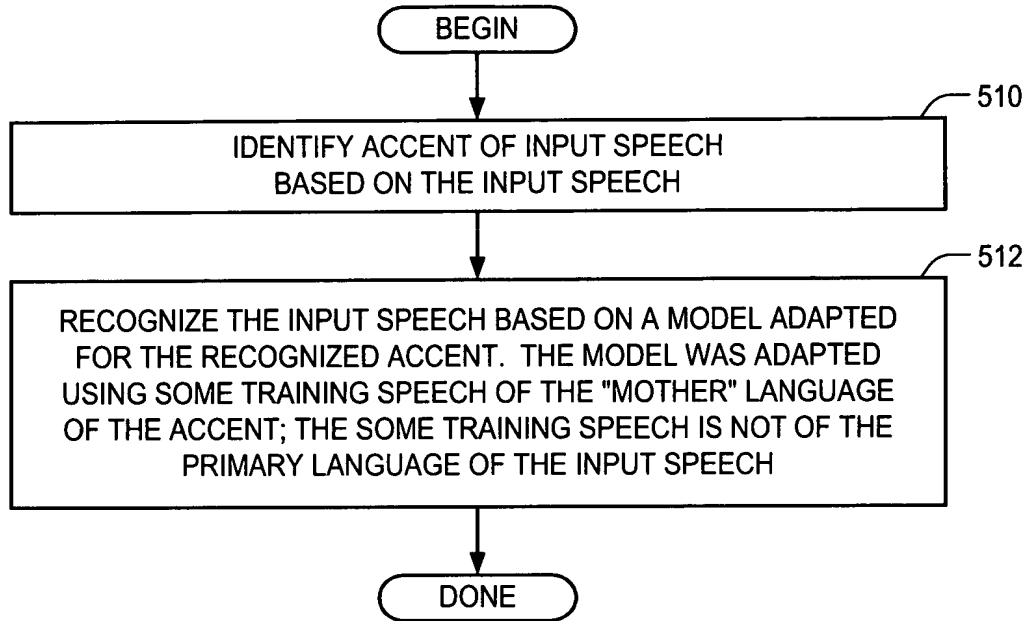 BEGIN
510
IDENTIFY ACCENT OF INPUT SPEECH
BASED ON THE INPUT SPEECH
512
RECOGNIZE THE INPUT SPEECH BASED ON A MODEL ADAPTED
FOR THE RECOGNIZED ACCENT. THE MODEL WAS ADAPTED
USING SOME TRAINING SPEECH OF THE "MOTHER" LANGUAGE
OF THE ACCENT; THE SOME TRAINING SPEECH IS NOT OF THE
PRIMARY LANGUAGE OF THE INPUT SPEECH
DONE